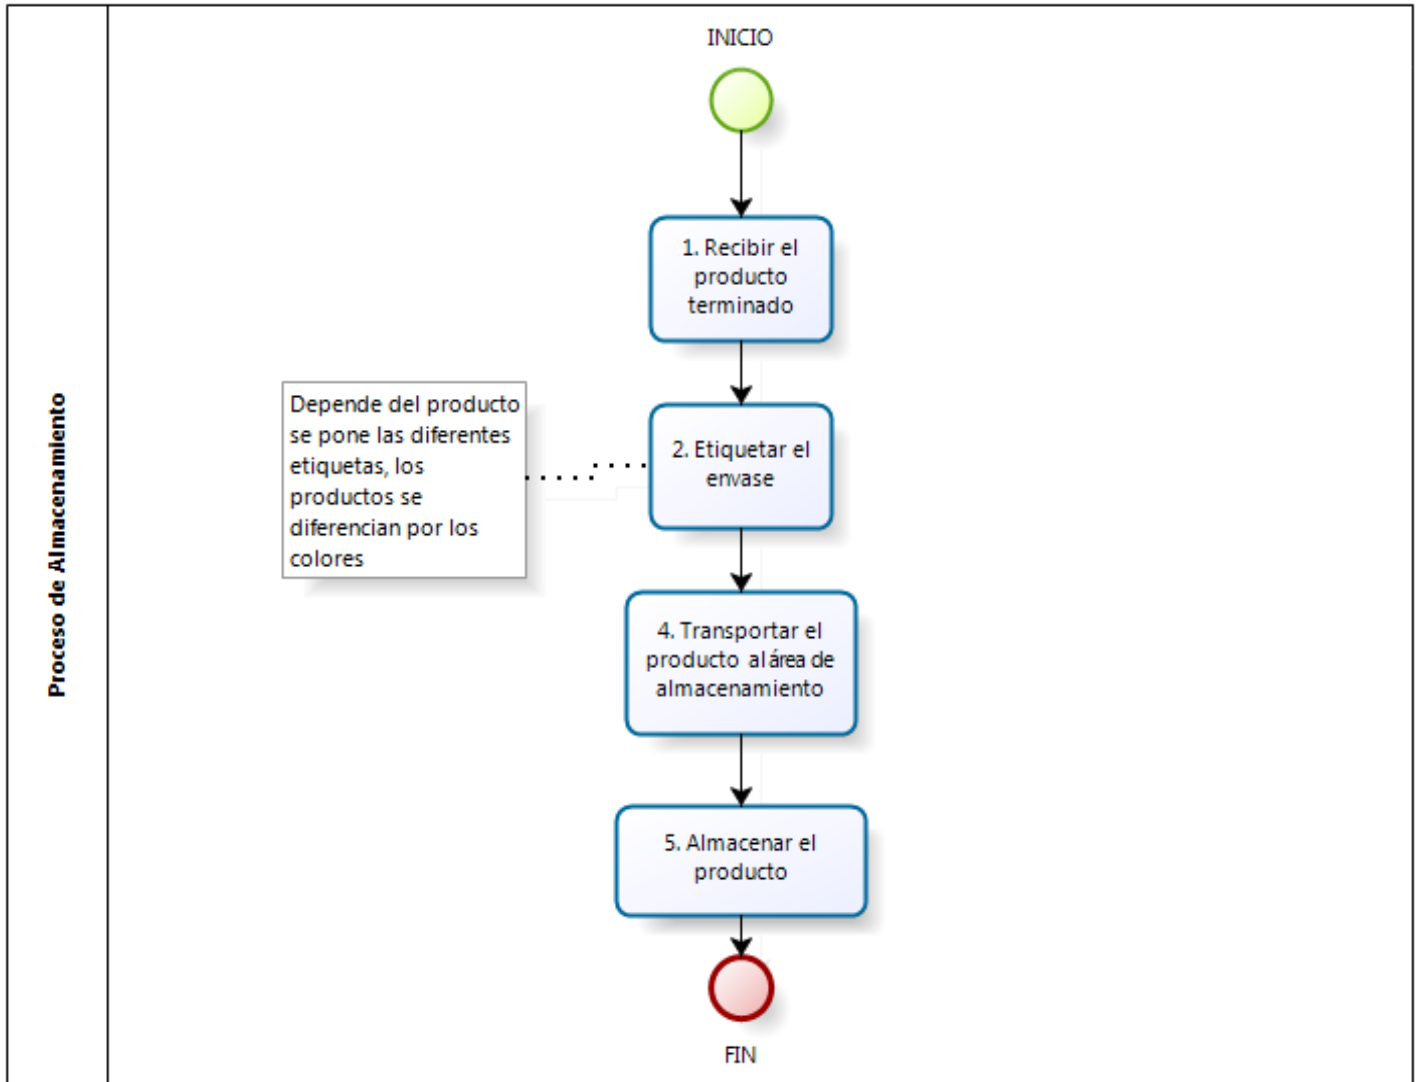 Proceso de Almacenamiento
INICIO
1. Recibir el
producto
terminado
Depende del producto
se pone las diferentes
etiquetas, los
productos se
diferencian por los
colores
2. Etiquetar el
envase
4. Transportar el
producto al área de
almacenamiento
5. Almacenar el
producto
FIN